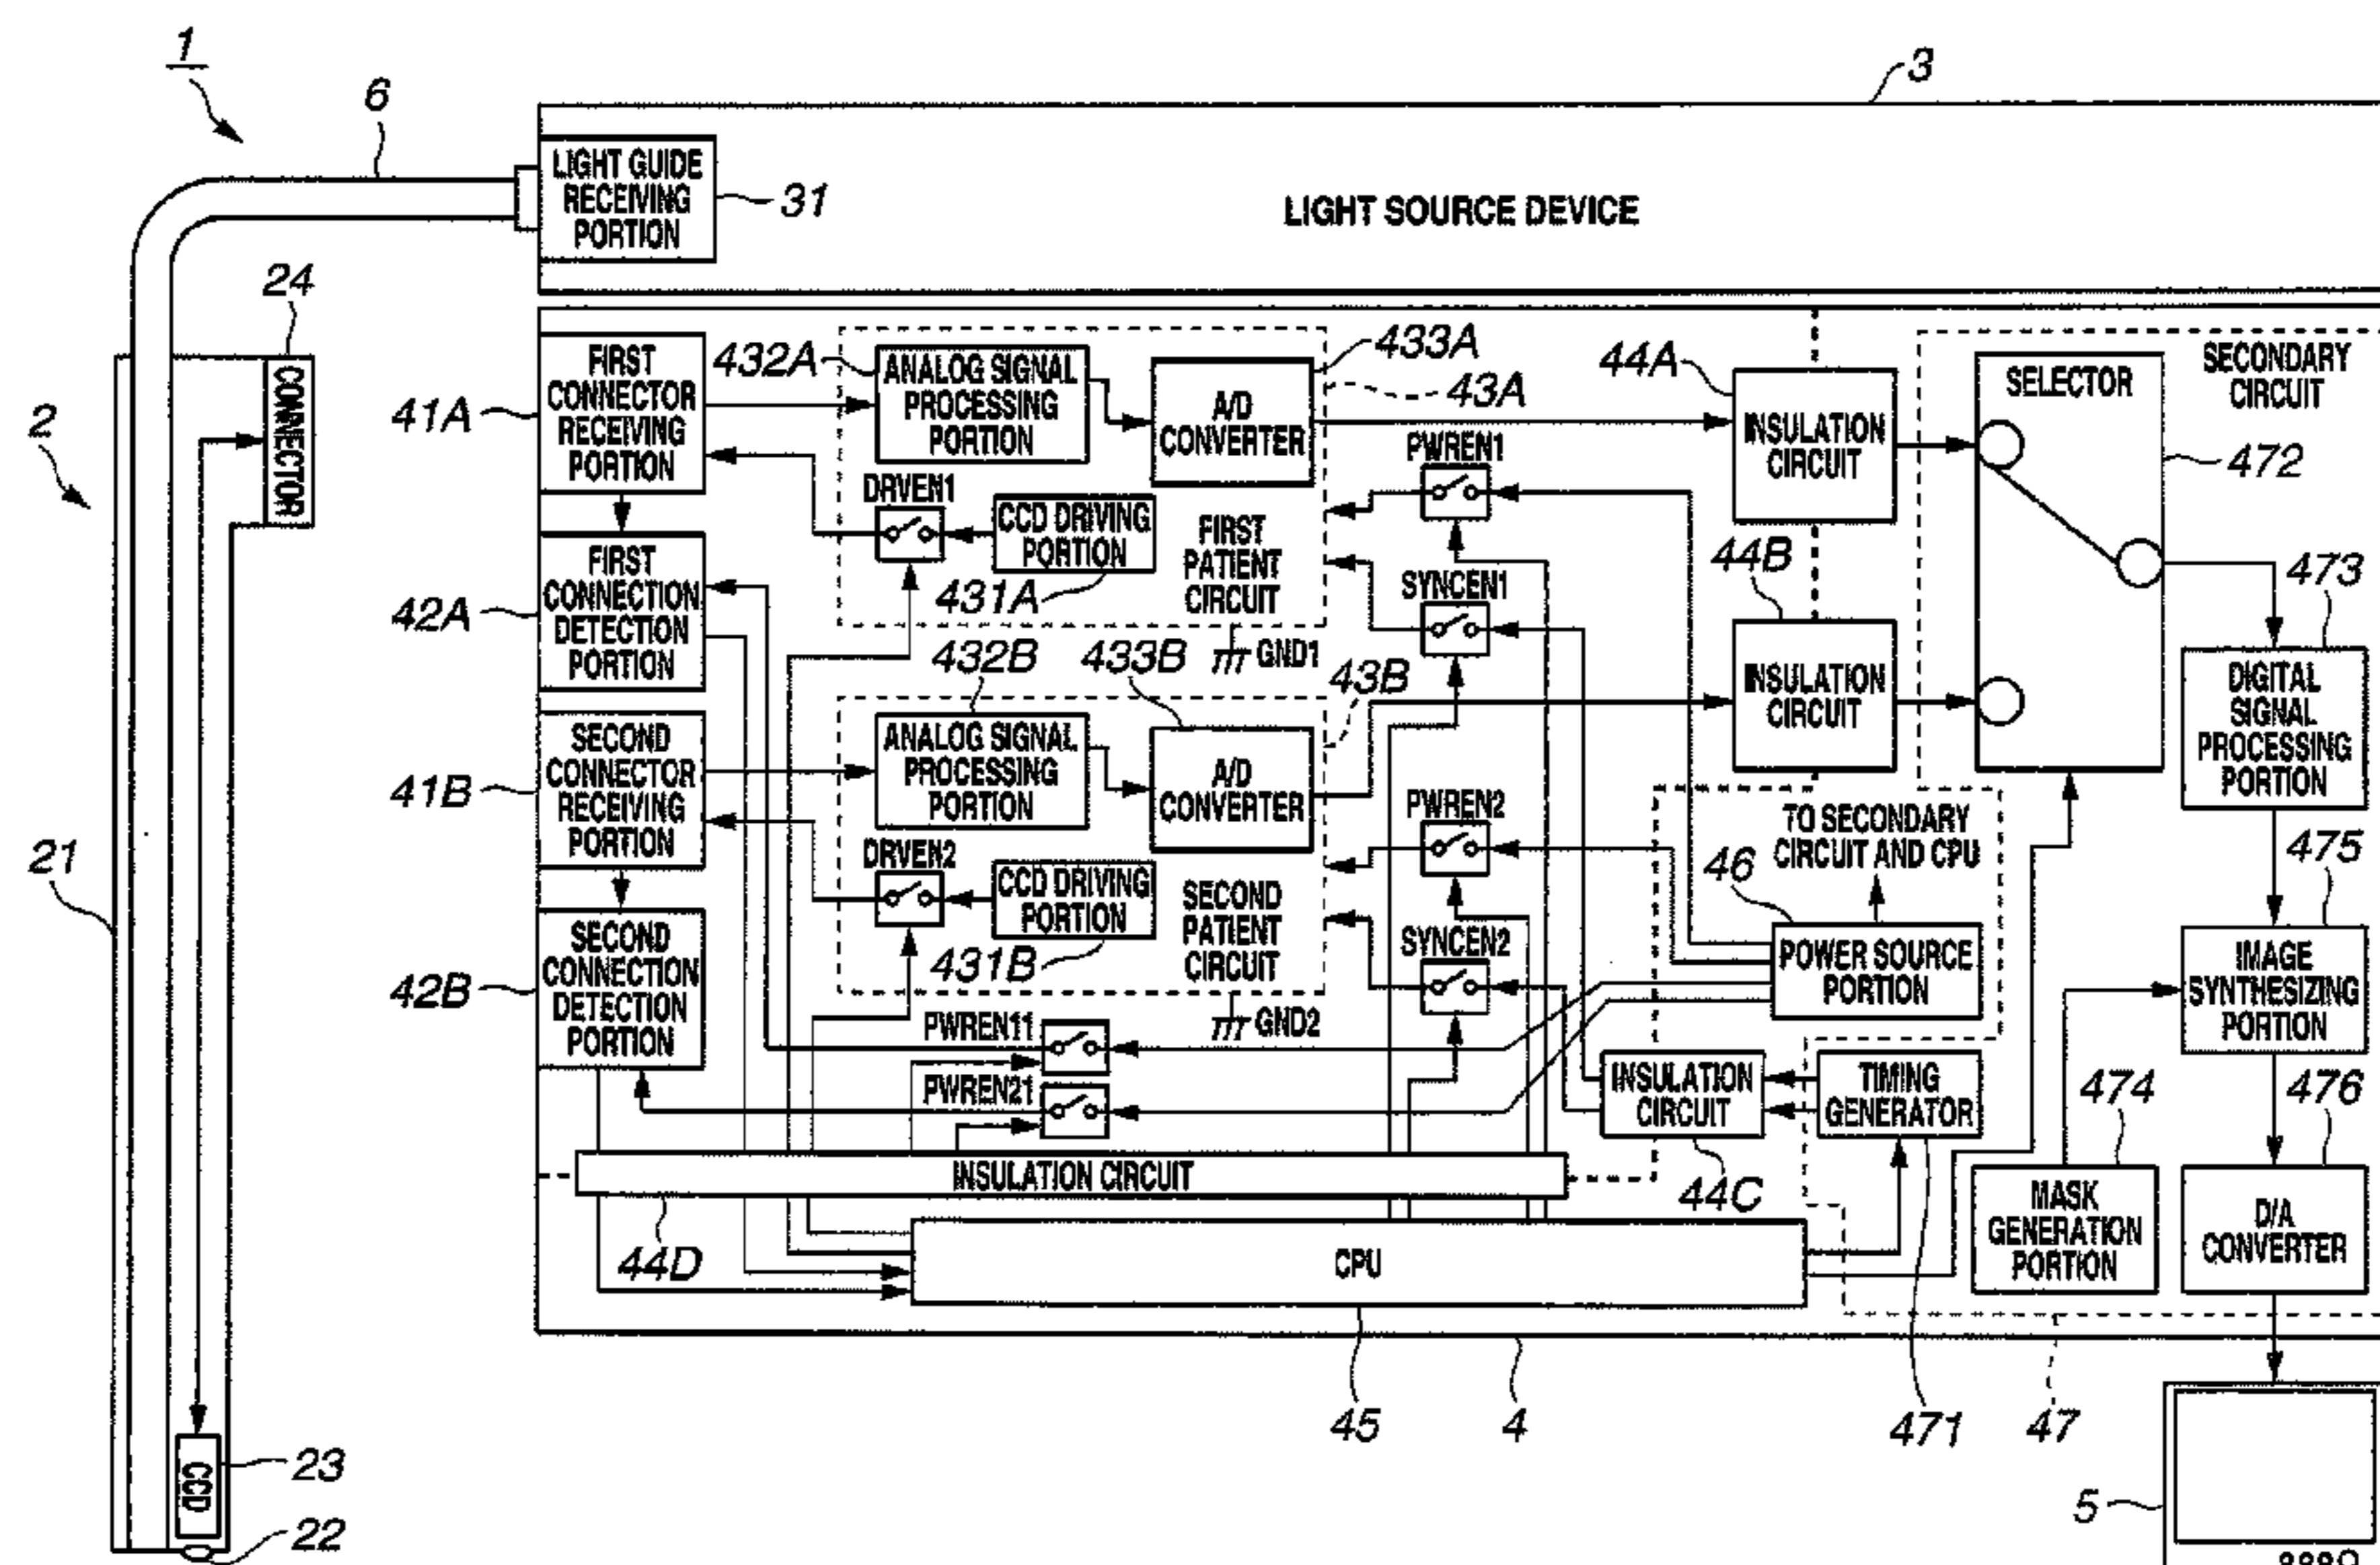 1
6
3
LIGHT GUIDE
RECEIVING
PORTION
31
LIGHT SOURCE DEVICE
24
CONNECTOR
2
21
23
CCD
22
41A
FIRST
CONNECTOR
RECEIVING
PORTION
42A
FIRST
CONNECTION
DETECTION
PORTION
41B
SECOND
CONNECTOR
RECEIVING
PORTION
42B
SECOND
CONNECTION
DETECTION
PORTION
432A
ANALOG SIGNAL
PROCESSING
PORTION
433A
A/D
CONVERTER
43A
DRVEN1
CCD DRIVING
PORTION
431A
FIRST
PATIENT
CIRCUIT
GND1
PWREN1
SYNCEN1
432B
433B
43B
ANALOG SIGNAL
PROCESSING
PORTION
A/D
CONVERTER
DRVEN2
CCD DRIVING
PORTION
431B
SECOND
PATIENT
CIRCUIT
GND2
PWREN2
SYNCEN2
PWREN11
PWREN21
44A
INSULATION
CIRCUIT
44B
INSULATION
CIRCUIT
SELECTOR
SECONDARY
CIRCUIT
472
473
DIGITAL
SIGNAL
PROCESSING
PORTION
TO SECONDARY
CIRCUIT AND CPU
46
POWER SOURCE
PORTION
475
IMAGE
SYNTHESIZING
PORTION
INSULATION
CIRCUIT
44C
TIMING
GENERATOR
474
MASK
GENERATION
PORTION
476
D/A
CONVERTER
INSULATION CIRCUIT
44D
CPU
45
4
471
47
5